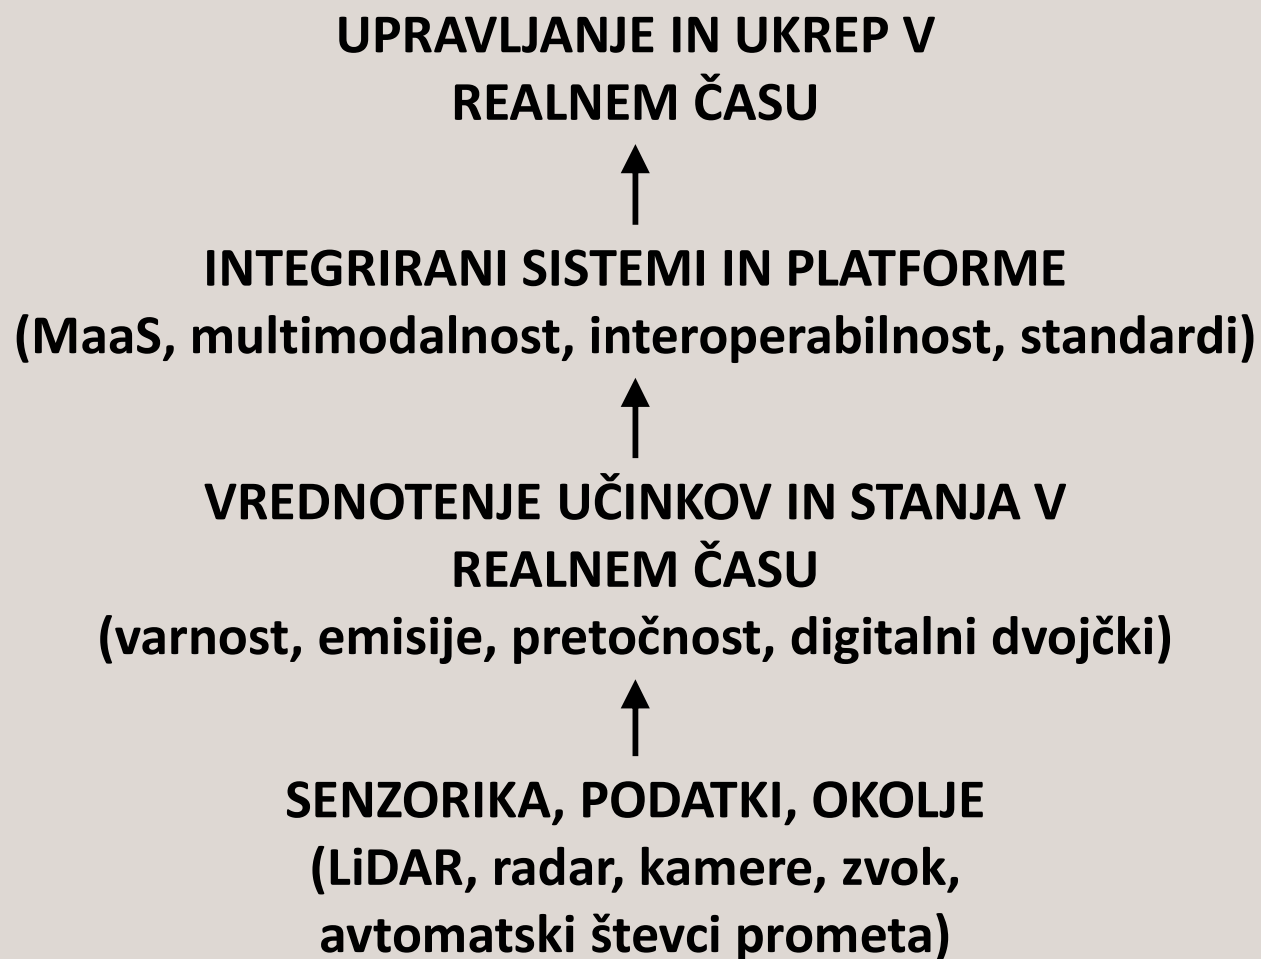 UPRAVLJANJE IN UKREP V
REALNEM ČASU
INTEGRIRANI SISTEMI IN PLATFORME
(MaaS, multimodalnost, interoperabilnost, standardi)
VREDNOTENJE UČINKOV IN STANJA V
REALNEM ČASU
(varnost, emisije, pretočnost, digitalni dvojčki)
SENZORIKA, PODATKI, OKOLJE
(LiDAR, radar, kamere, zvok,
avtomatski števci prometa)